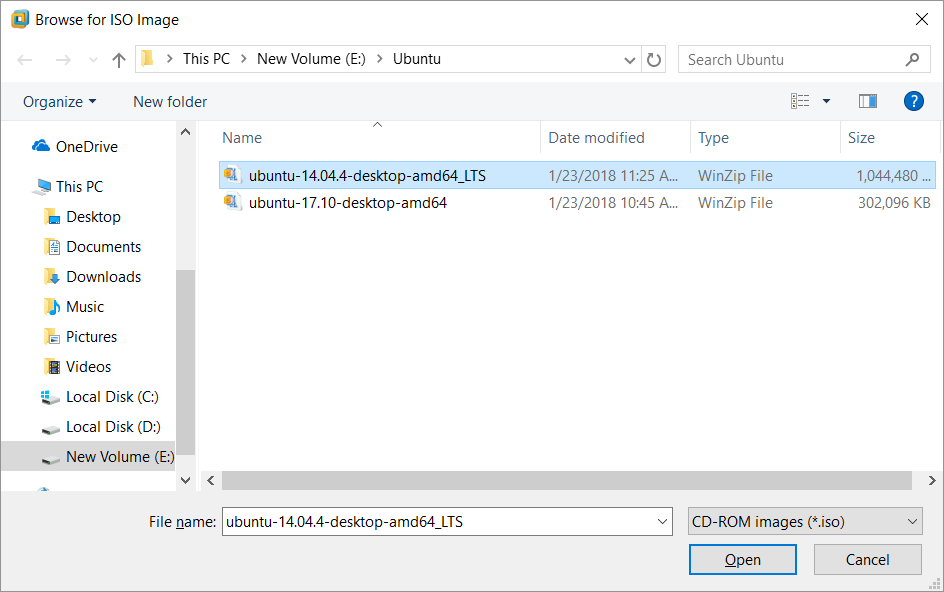 Browse for ISO Image
This PC > New Volume (E:) > Ubuntu
Search Ubuntu
Organize
New folder
?
OneDrive
This PC
Desktop
Documents
Downloads
Music
Pictures
Videos
Local Disk (C:)
Local Disk (D:)
New Volume (E:)
Name Date modified Type Size
ubuntu-14.04.4-desktop-amd64_LTS 1/23/2018 11:25 A... WinZip File 1,044,480 ...
ubuntu-17.10-desktop-amd64 1/23/2018 10:45 A... WinZip File 302,096 KB
File name: ubuntu-14.04.4-desktop-amd64_LTS CD-ROM images (*.iso)
Open Cancel